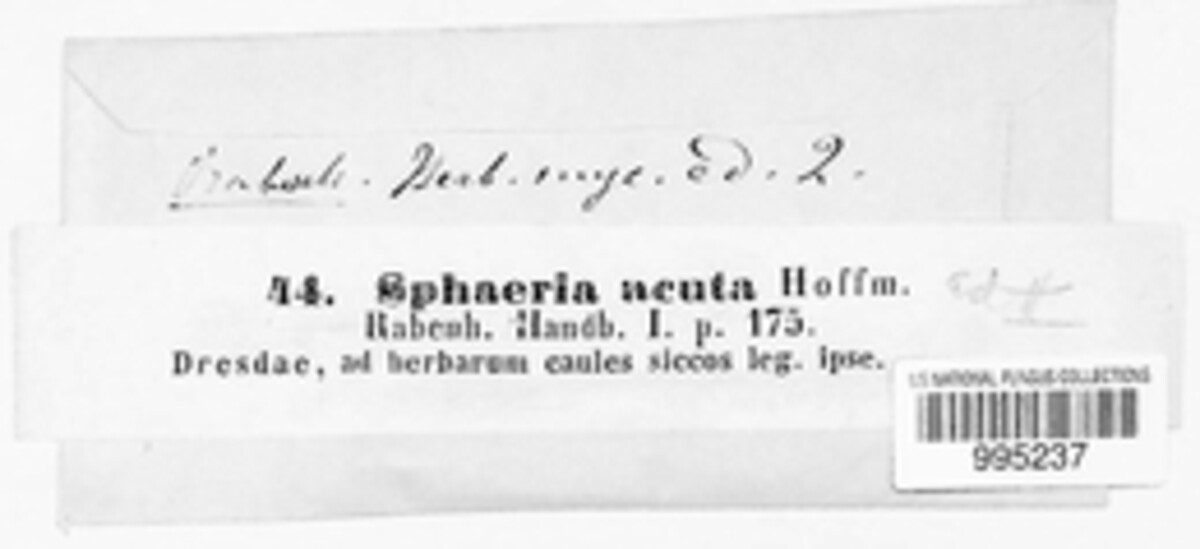 Herb. myc. Ed. 2.
44. Sphaeria acuta Hoffm.
Rabenh. Handb. I. p. 175.
Dresdae, ad herbarum caules siccos leg. ipse.
US NATIONAL FUNGUS COLLECTIONS
995237